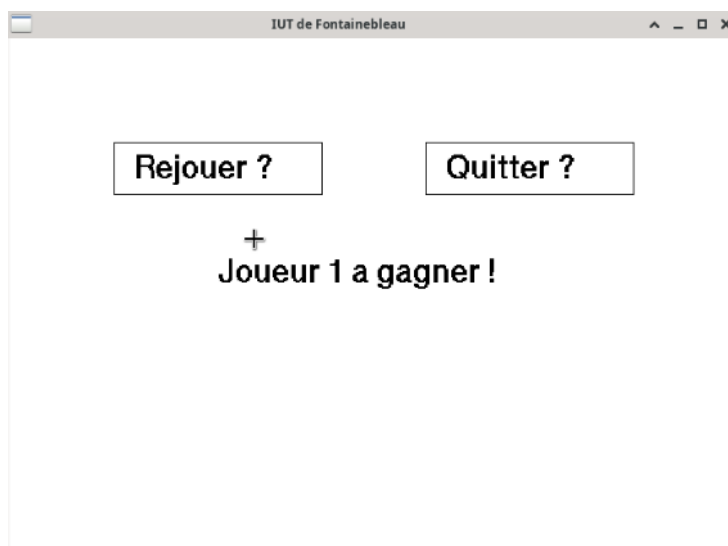 IUT de Fontainebleau
Rejouer ? Quitter ?
Joueur 1 a gagner !